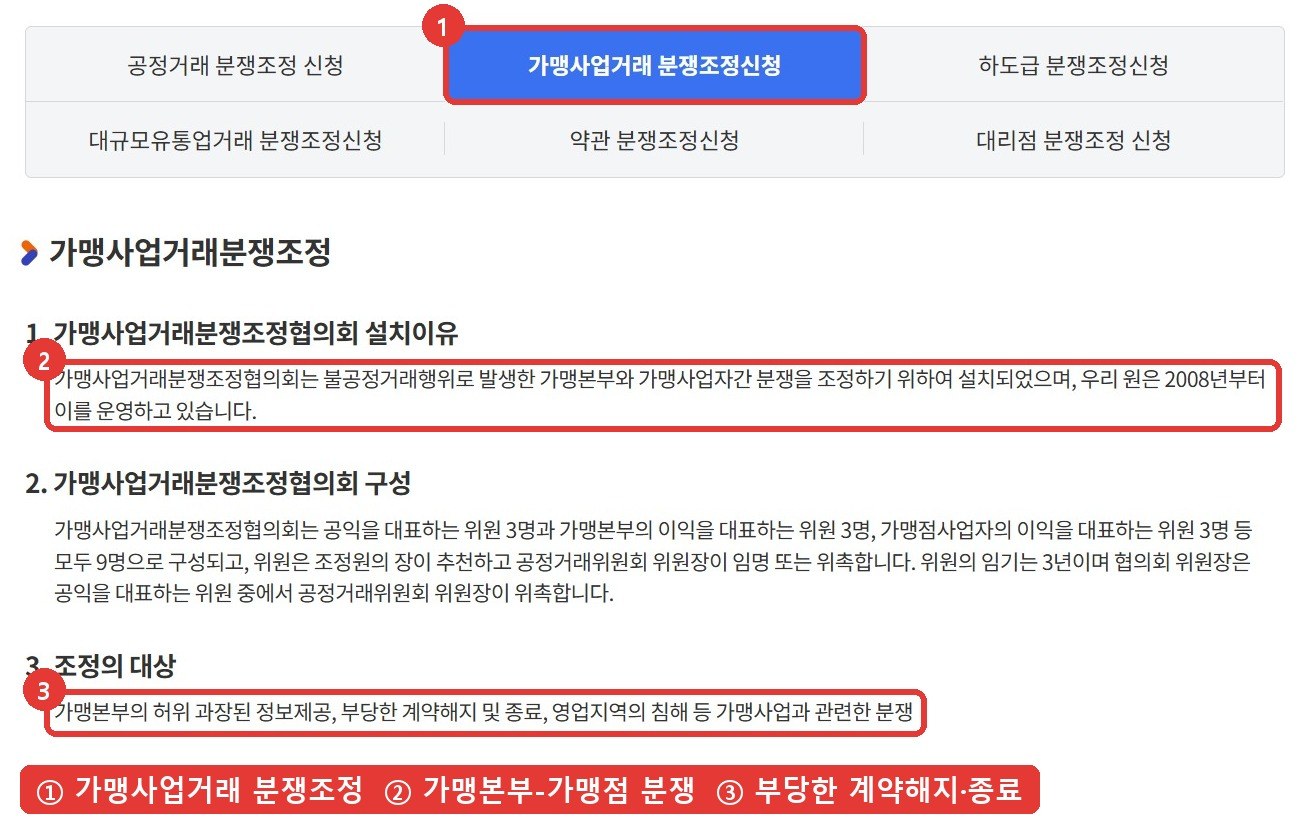 1
공정거래 분쟁조정 신청
가맹사업거래 분쟁조정신청
하도급 분쟁조정신청
대규모유통업거래 분쟁조정신청
약관 분쟁조정신청
대리점 분쟁조정 신청
가맹사업거래분쟁조정
1. 가맹사업거래분쟁조정협의회 설치이유
2
가맹사업거래분쟁조정협의회는 불공정거래행위로 발생한 가맹본부와 가맹사업자간 분쟁을 조정하기 위하여 설치되었으며, 우리 원은 2008년부터
이를 운영하고 있습니다.
2. 가맹사업거래분쟁조정협의회 구성
가맹사업거래분쟁조정협의회는 공익을 대표하는 위원 3명과 가맹본부의 이익을 대표하는 위원 3명, 가맹점사업자의 이익을 대표하는 위원 3명 등
모두 9명으로 구성되고, 위원은 조정원의 장이 추천하고 공정거래위원회 위원장이 임명 또는 위촉합니다. 위원의 임기는 3년이며 협의회 위원장은
공익을 대표하는 위원 중에서 공정거래위원회 위원장이 위촉합니다.
3. 조정의 대상
3
가맹본부의 허위 과장된 정보제공, 부당한 계약해지 및 종료, 영업지역의 침해 등 가맹사업과 관련한 분쟁
① 가맹사업거래 분쟁조정 ② 가맹본부-가맹점 분쟁 ③ 부당한 계약해지·종료